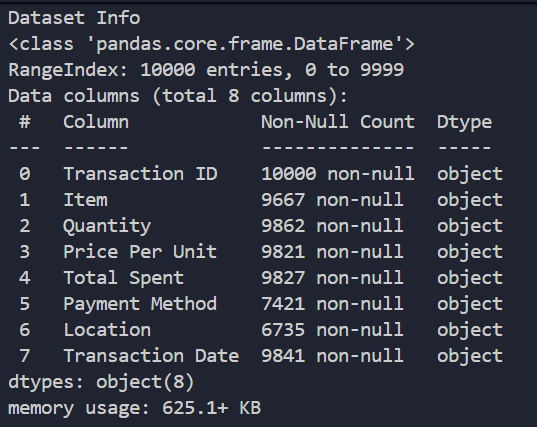 Dataset Info
<class 'pandas.core.frame.DataFrame'>
RangeIndex: 10000 entries, 0 to 9999
Data columns (total 8 columns):
 #   Column            Non-Null Count  Dtype
---  ------            --------------  -----
 0   Transaction ID    10000 non-null  object
 1   Item              9667 non-null   object
 2   Quantity          9862 non-null   object
 3   Price Per Unit    9821 non-null   object
 4   Total Spent       9827 non-null   object
 5   Payment Method    7421 non-null   object
 6   Location          6735 non-null   object
 7   Transaction Date  9841 non-null   object
dtypes: object(8)
memory usage: 625.1+ KB